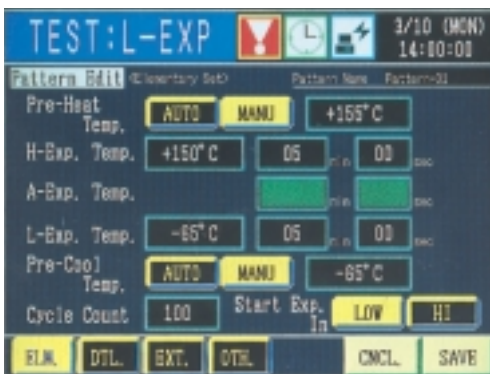 TEST:L-EXP 3/10 (MON)
14:00:00
Pattern Edit <Elementary Set> Pattern Name Pattern-01
Pre-Heat Temp. AUTO MANU +155°C
H-Exp. Temp. +150°C 05 min 00 sec
A-Exp. Temp. min sec
L-Exp. Temp. -65°C 05 min 00 sec
Pre-Cool Temp. AUTO MANU -65°C
Cycle Count 100 Start Exp. In LOW HI
ELM. DTL. EXT. OTH. CNCL. SAVE